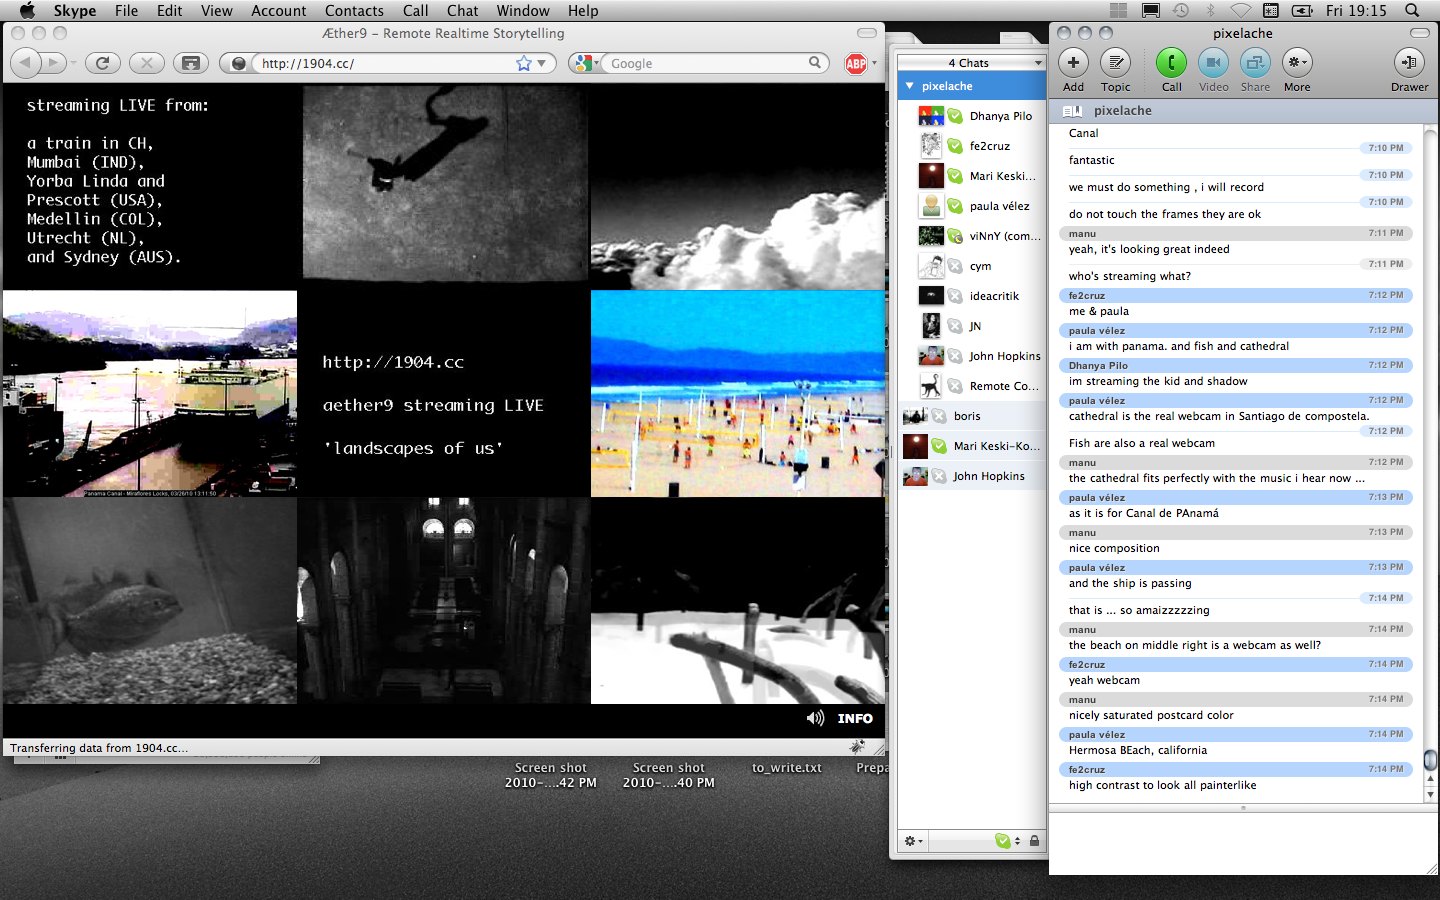 Skype File Edit View Account Contacts Call Chat Window Help
Fri 19:15
Æther9 – Remote Realtime Storytelling
http://1904.cc/
Google
ABP
streaming LIVE from:
a train in CH,
Mumbai (IND),
Yorba Linda and
Prescott (USA),
Medellin (COL),
Utrecht (NL),
and Sydney (AUS).
Panama Canal - Miraflores Locks, 03/26/10 13:11:50
http://1904.cc
aether9 streaming LIVE
'landscapes of us'
INFO
Transferring data from 1904.cc...
Screen shot
2010-....42 PM
Screen shot
2010-....40 PM
to_write.txt
Prepa
4 Chats
pixelache
Dhanya Pilo
fe2cruz
Mari Keski...
paula vélez
viNnY (com...
cym
ideacritik
JN
John Hopkins
Remote Co...
boris
Mari Keski-Ko...
John Hopkins
pixelache
Add Topic Call Video Share More Drawer
pixelache
Canal
7:10 PM
fantastic
7:10 PM
we must do something , i will record
7:10 PM
do not touch the frames they are ok
manu 7:11 PM
yeah, it's looking great indeed
7:11 PM
who's streaming what?
fe2cruz 7:12 PM
me & paula
paula vélez 7:12 PM
i am with panama. and fish and cathedral
Dhanya Pilo 7:12 PM
im streaming the kid and shadow
paula vélez 7:12 PM
cathedral is the real webcam in Santiago de compostela.
7:12 PM
Fish are also a real webcam
manu 7:12 PM
the cathedral fits perfectly with the music i hear now ...
paula vélez 7:13 PM
as it is for Canal de PAnamá
manu 7:13 PM
nice composition
paula vélez 7:13 PM
and the ship is passing
7:14 PM
that is ... so amaizzzzzing
manu 7:14 PM
the beach on middle right is a webcam as well?
fe2cruz 7:14 PM
yeah webcam
manu 7:14 PM
nicely saturated postcard color
paula vélez 7:14 PM
Hermosa BEach, california
fe2cruz 7:14 PM
high contrast to look all painterlike